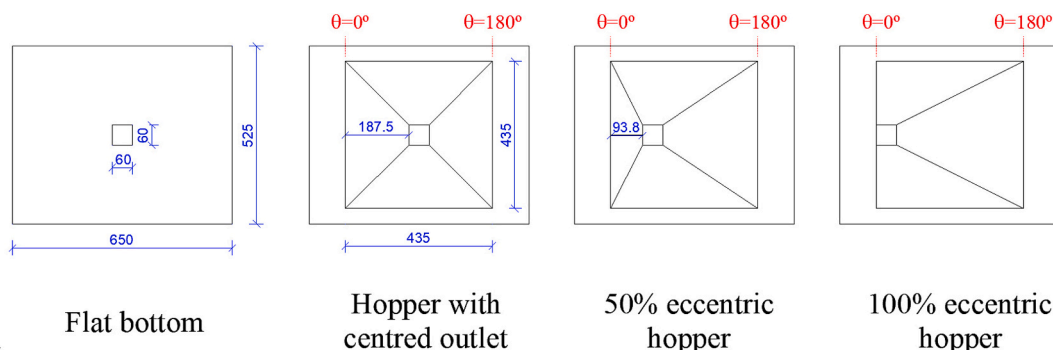 θ=0º
θ=180º
θ=0º
θ=180º
θ=0º
θ=180º
60
60
525
650
187.5
435
435
93.8
Flat bottom
Hopper with
centred outlet
50% eccentric
hopper
100% eccentric
hopper